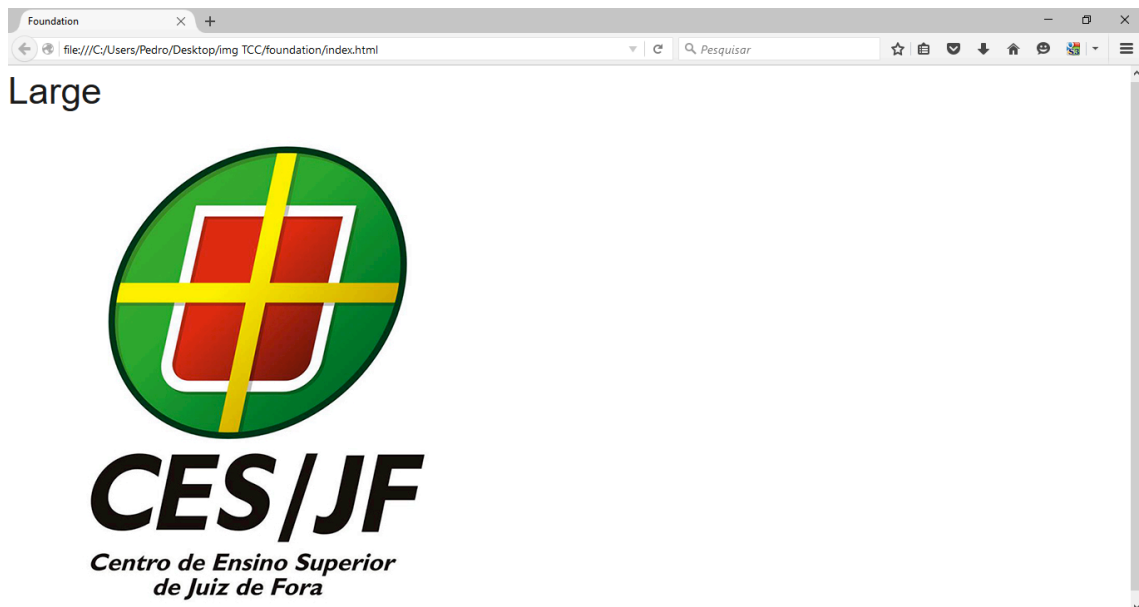 Foundation
file:///C:/Users/Pedro/Desktop/img TCC/foundation/index.html
Pesquisar
Large
CES/JF
Centro de Ensino Superior
de Juiz de Fora